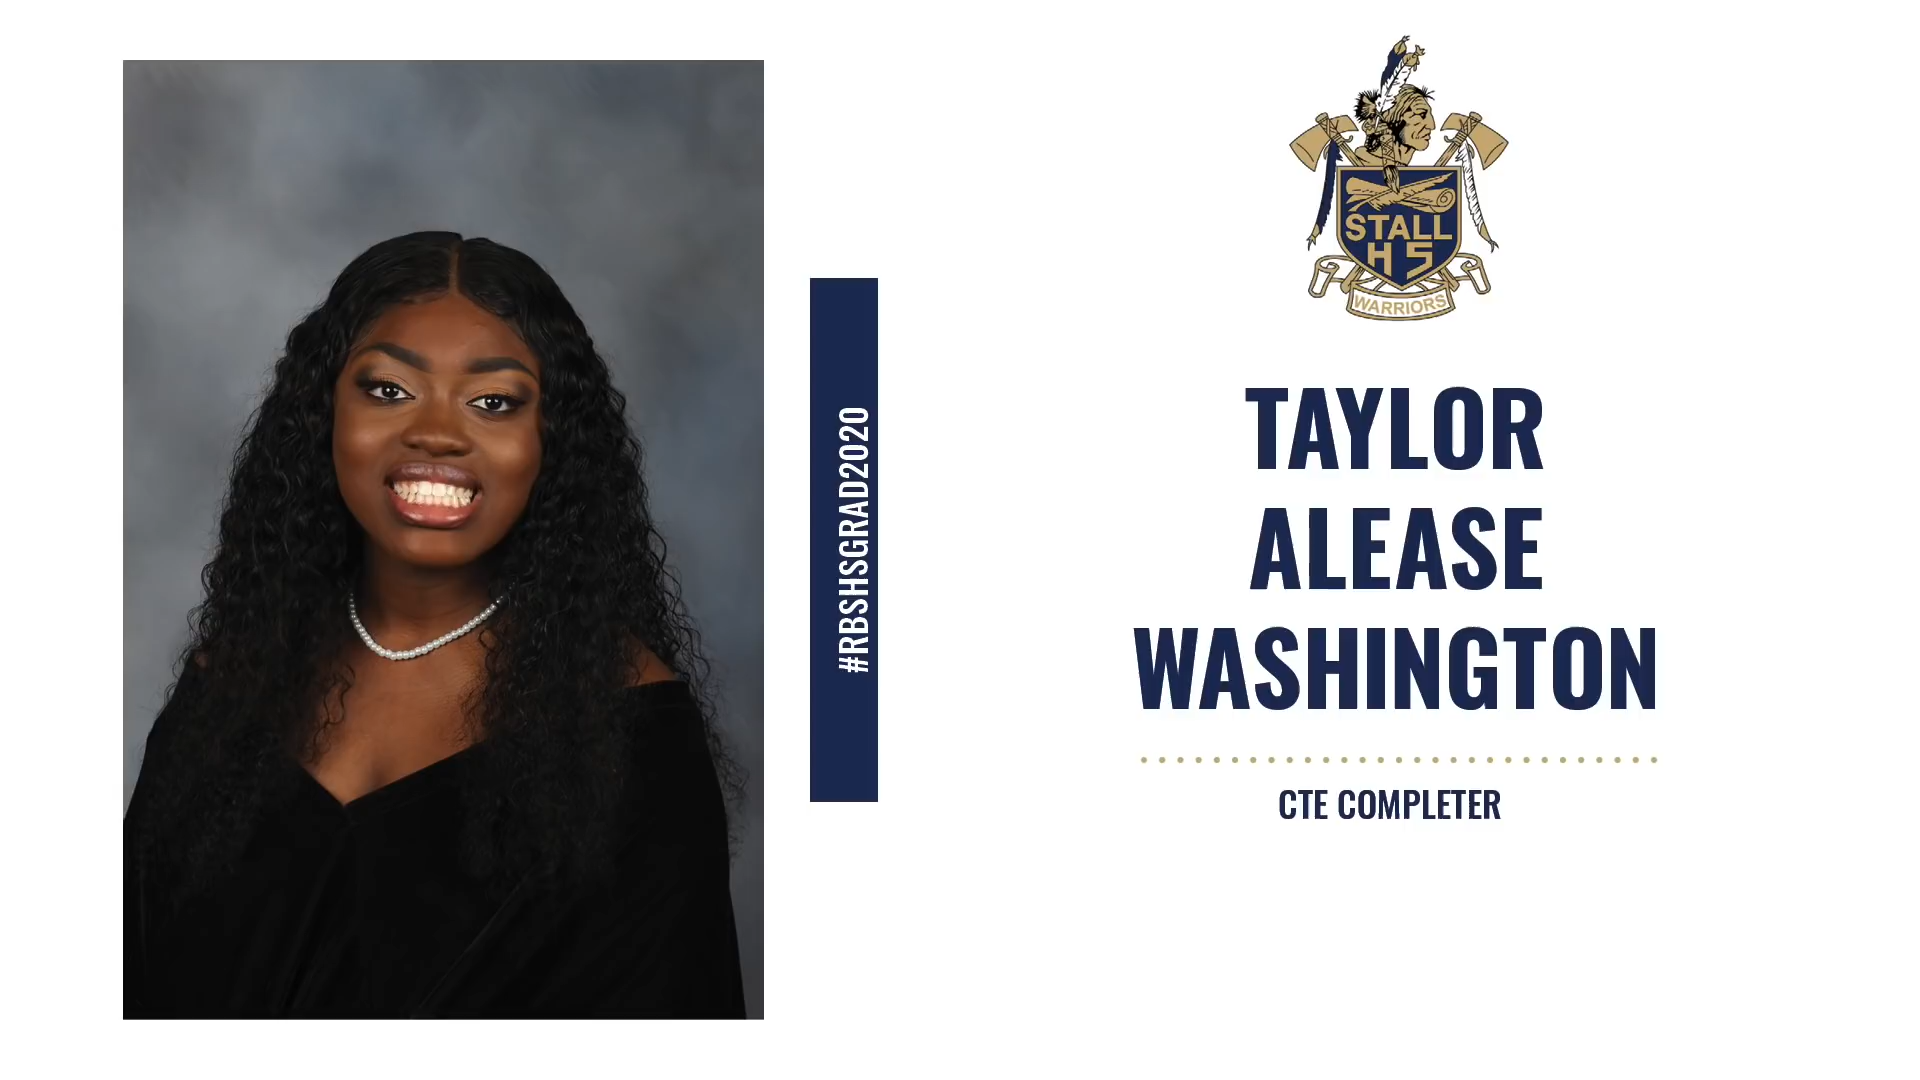 #RBSHSGRAD2020
STALL
HS
WARRIORS
TAYLOR
ALEASE
WASHINGTON
CTE COMPLETER